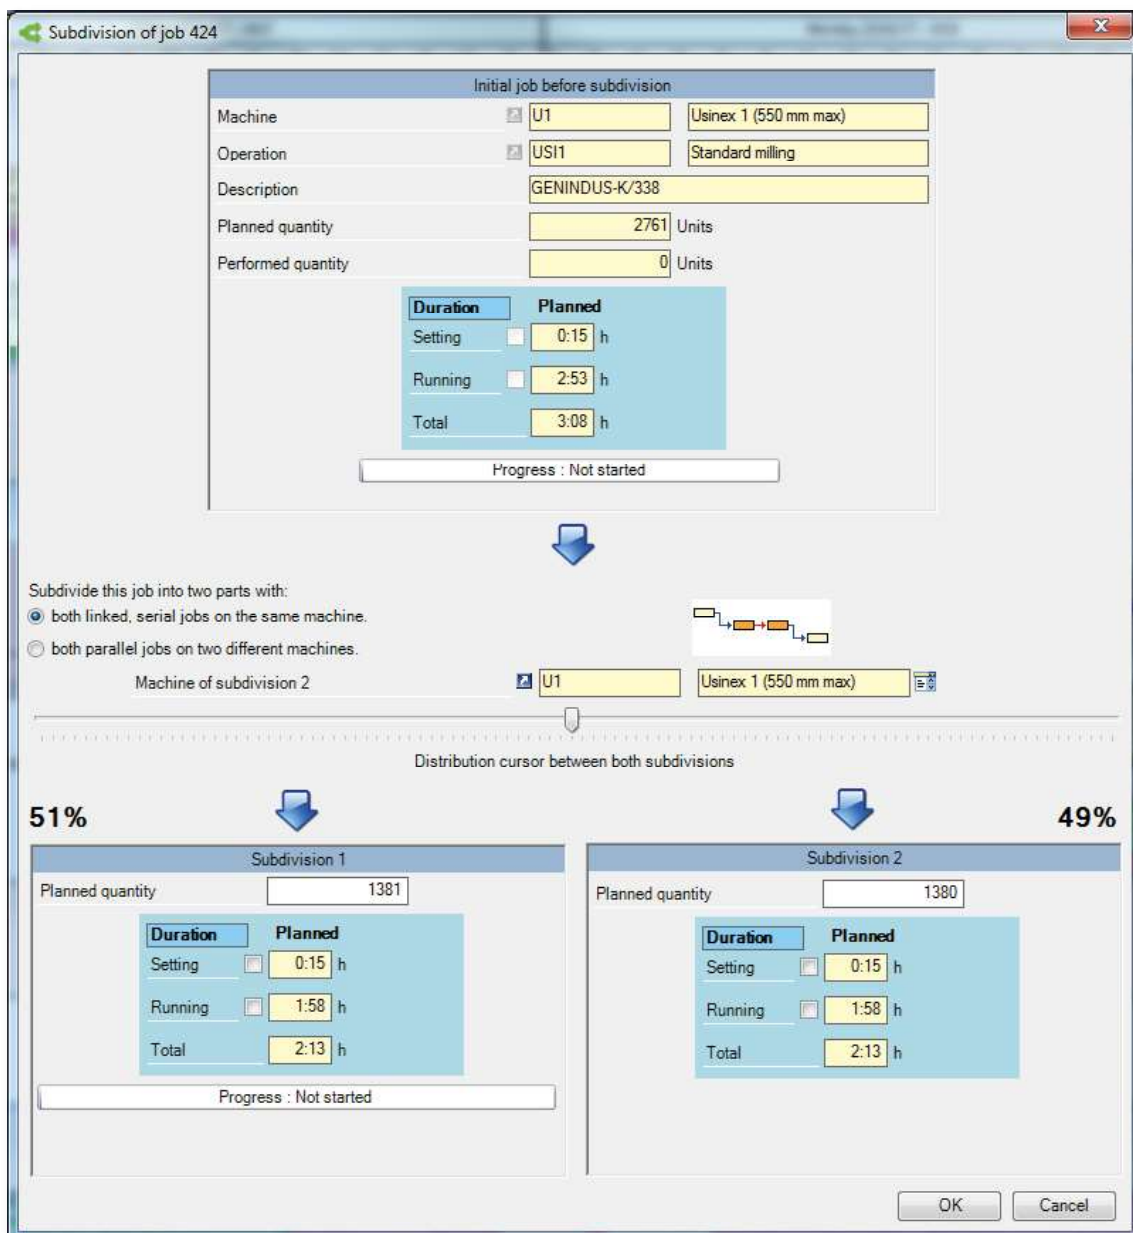 Subdivision of job 424
Initial job before subdivision
Machine U1 Usinex 1 (550 mm max)
Operation USI1 Standard milling
Description GENINDUS-K/338
Planned quantity 2761 Units
Performed quantity 0 Units
Duration Planned
Setting 0:15 h
Running 2:53 h
Total 3:08 h
Progress : Not started
Subdivide this job into two parts with:
both linked, serial jobs on the same machine.
both parallel jobs on two different machines.
Machine of subdivision 2 U1 Usinex 1 (550 mm max)
Distribution cursor between both subdivisions
51% 49%
Subdivision 1
Planned quantity 1381
Duration Planned
Setting 0:15 h
Running 1:58 h
Total 2:13 h
Progress : Not started
Subdivision 2
Planned quantity 1380
Duration Planned
Setting 0:15 h
Running 1:58 h
Total 2:13 h
OK Cancel